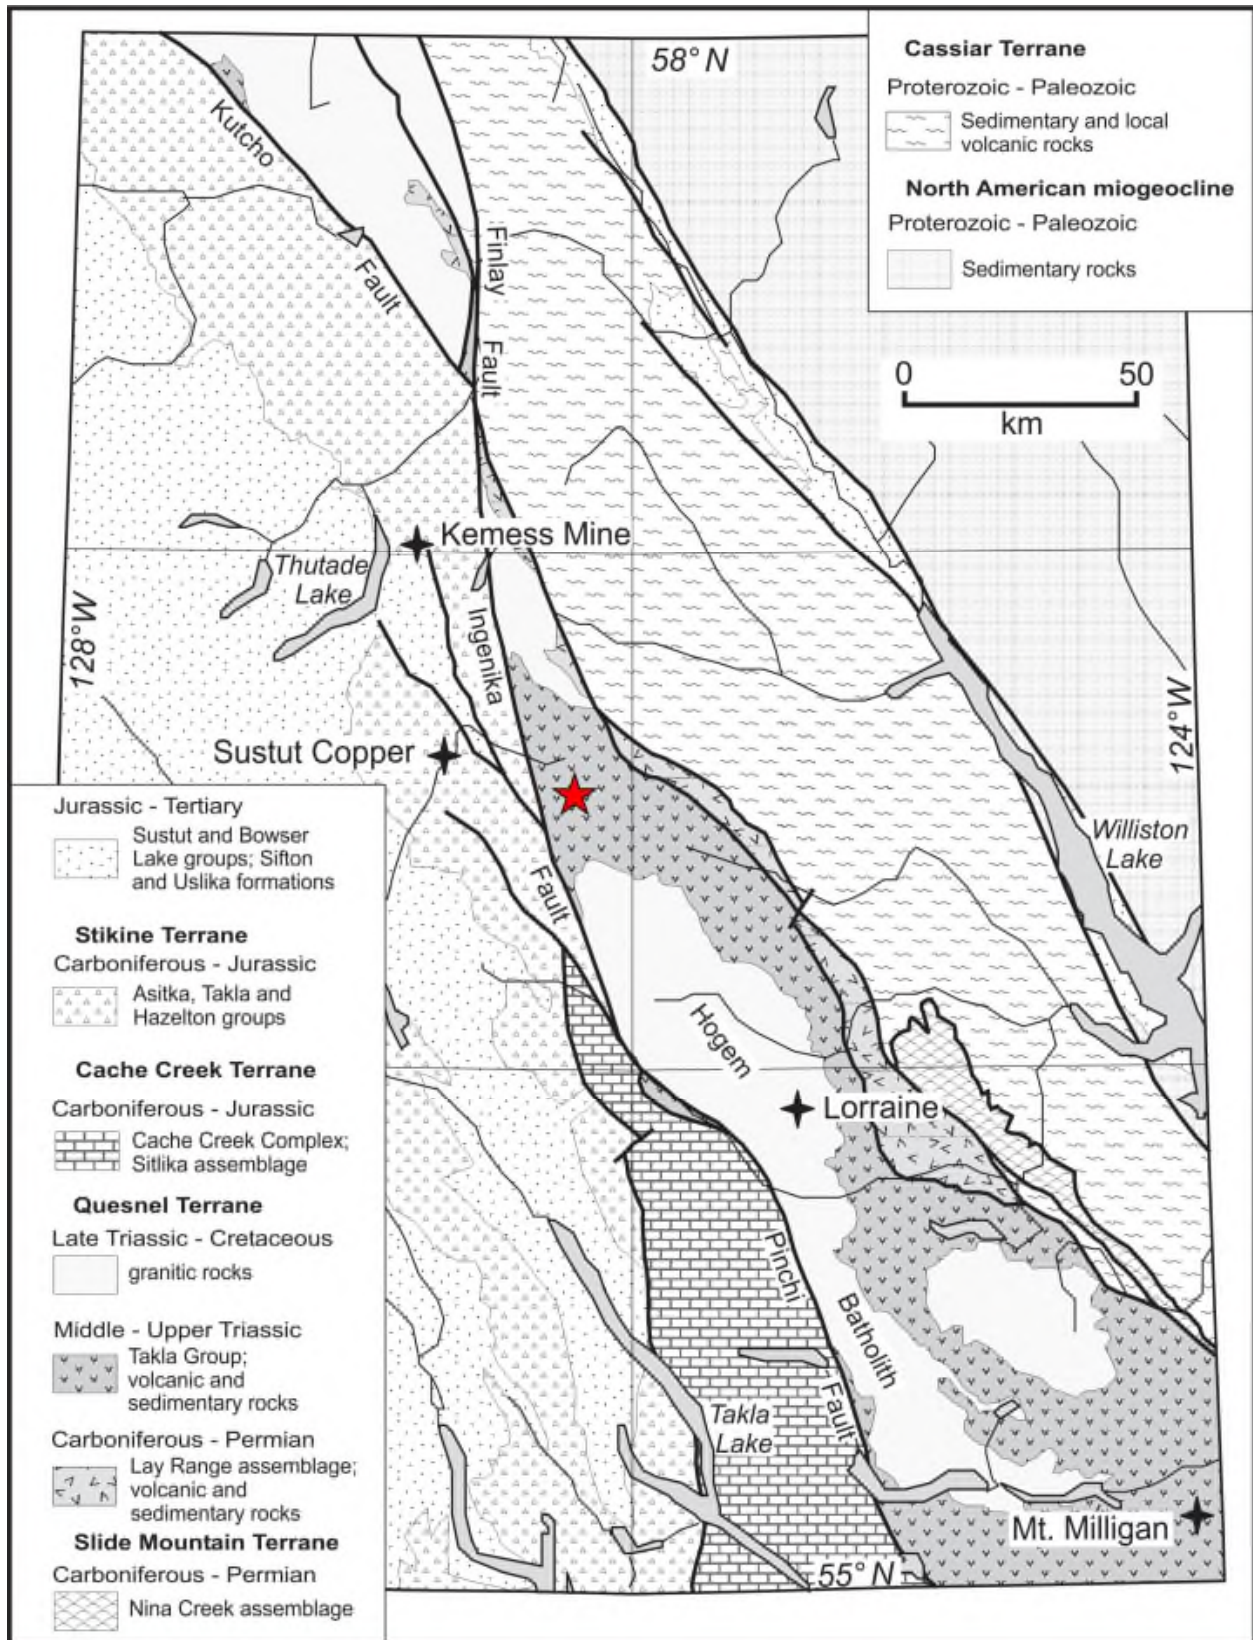 58° N
Cassiar Terrane
Proterozoic - Paleozoic
Sedimentary and local
volcanic rocks
North American miogeocline
Proterozoic - Paleozoic
Sedimentary rocks
0 50
km
Kutcho
Fault
Finlay
Fault
Kemess Mine
Thutade
Lake
128°W
Ingenika
Fault
124°W
Sustut Copper
Williston
Lake
Hogem
Batholith
Lorraine
Pinchi
Fault
Takla
Lake
Mt. Milligan
55° N
Jurassic - Tertiary
Sustut and Bowser
Lake groups; Sifton
and Uslika formations
Stikine Terrane
Carboniferous - Jurassic
Asitka, Takla and
Hazelton groups
Cache Creek Terrane
Carboniferous - Jurassic
Cache Creek Complex;
Sitlika assemblage
Quesnel Terrane
Late Triassic - Cretaceous
granitic rocks
Middle - Upper Triassic
Takla Group;
volcanic and
sedimentary rocks
Carboniferous - Permian
Lay Range assemblage;
volcanic and
sedimentary rocks
Slide Mountain Terrane
Carboniferous - Permian
Nina Creek assemblage